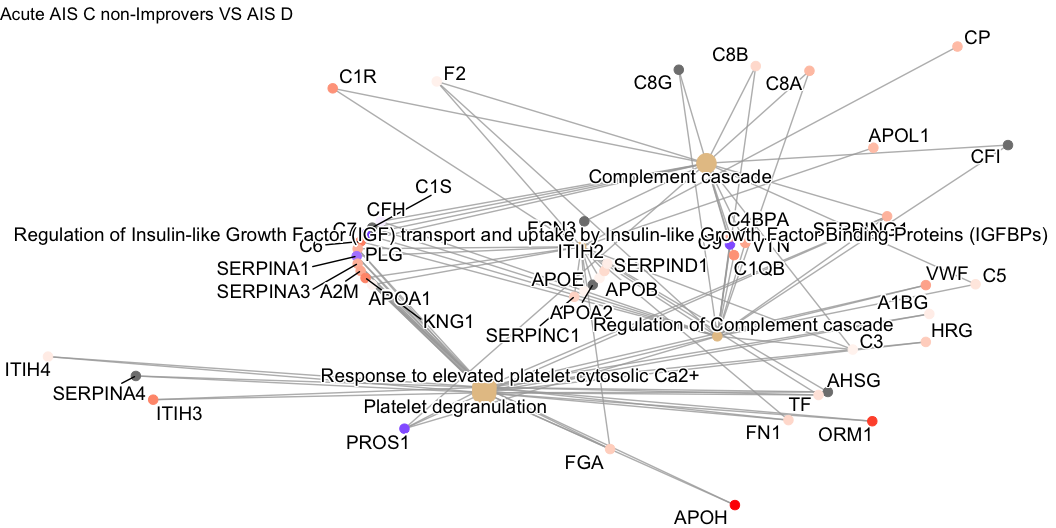 Acute AIS C non-Improvers VS AIS D
CP
C8B
C1R
F2
C8G
C8A
APOL1
CFI
Complement cascade
C1S
CFH
C4BPA
FCN3
SERPING1
C7
Regulation of Insulin-like Growth Factor (IGF) transport and uptake by Insulin-like Growth Factor Binding Proteins (IGFBPs)
C6
C9
VTN
ITIH2
PLG
SERPINA1
SERPIND1
C1QB
VWF
C5
APOE
SERPINA3
A2M
APOB
APOA1
A1BG
APOA2
KNG1
Regulation of Complement cascade
HRG
SERPINC1
C3
ITIH4
Response to elevated platelet cytosolic Ca2+
AHSG
SERPINA4
TF
Platelet degranulation
ITIH3
FN1
ORM1
PROS1
FGA
APOH